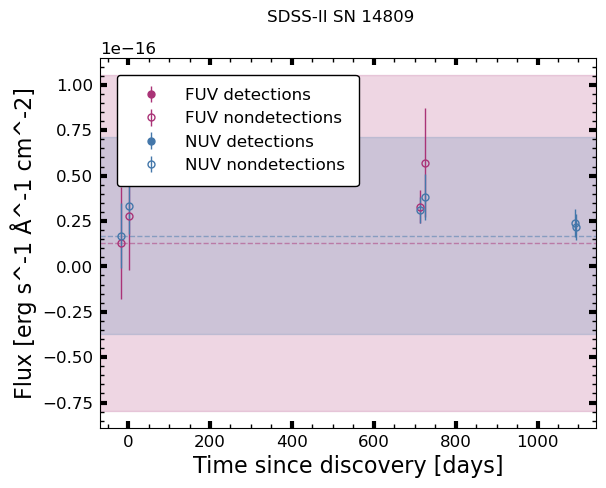 SDSS-II SN 14809
1e−16
1.00
0.75
0.50
0.25
0.00
−0.25
−0.50
−0.75
FUV detections
FUV nondetections
NUV detections
NUV nondetections
0
200
400
600
800
1000
Time since discovery [days]
Flux [erg s^-1 Å^-1 cm^-2]